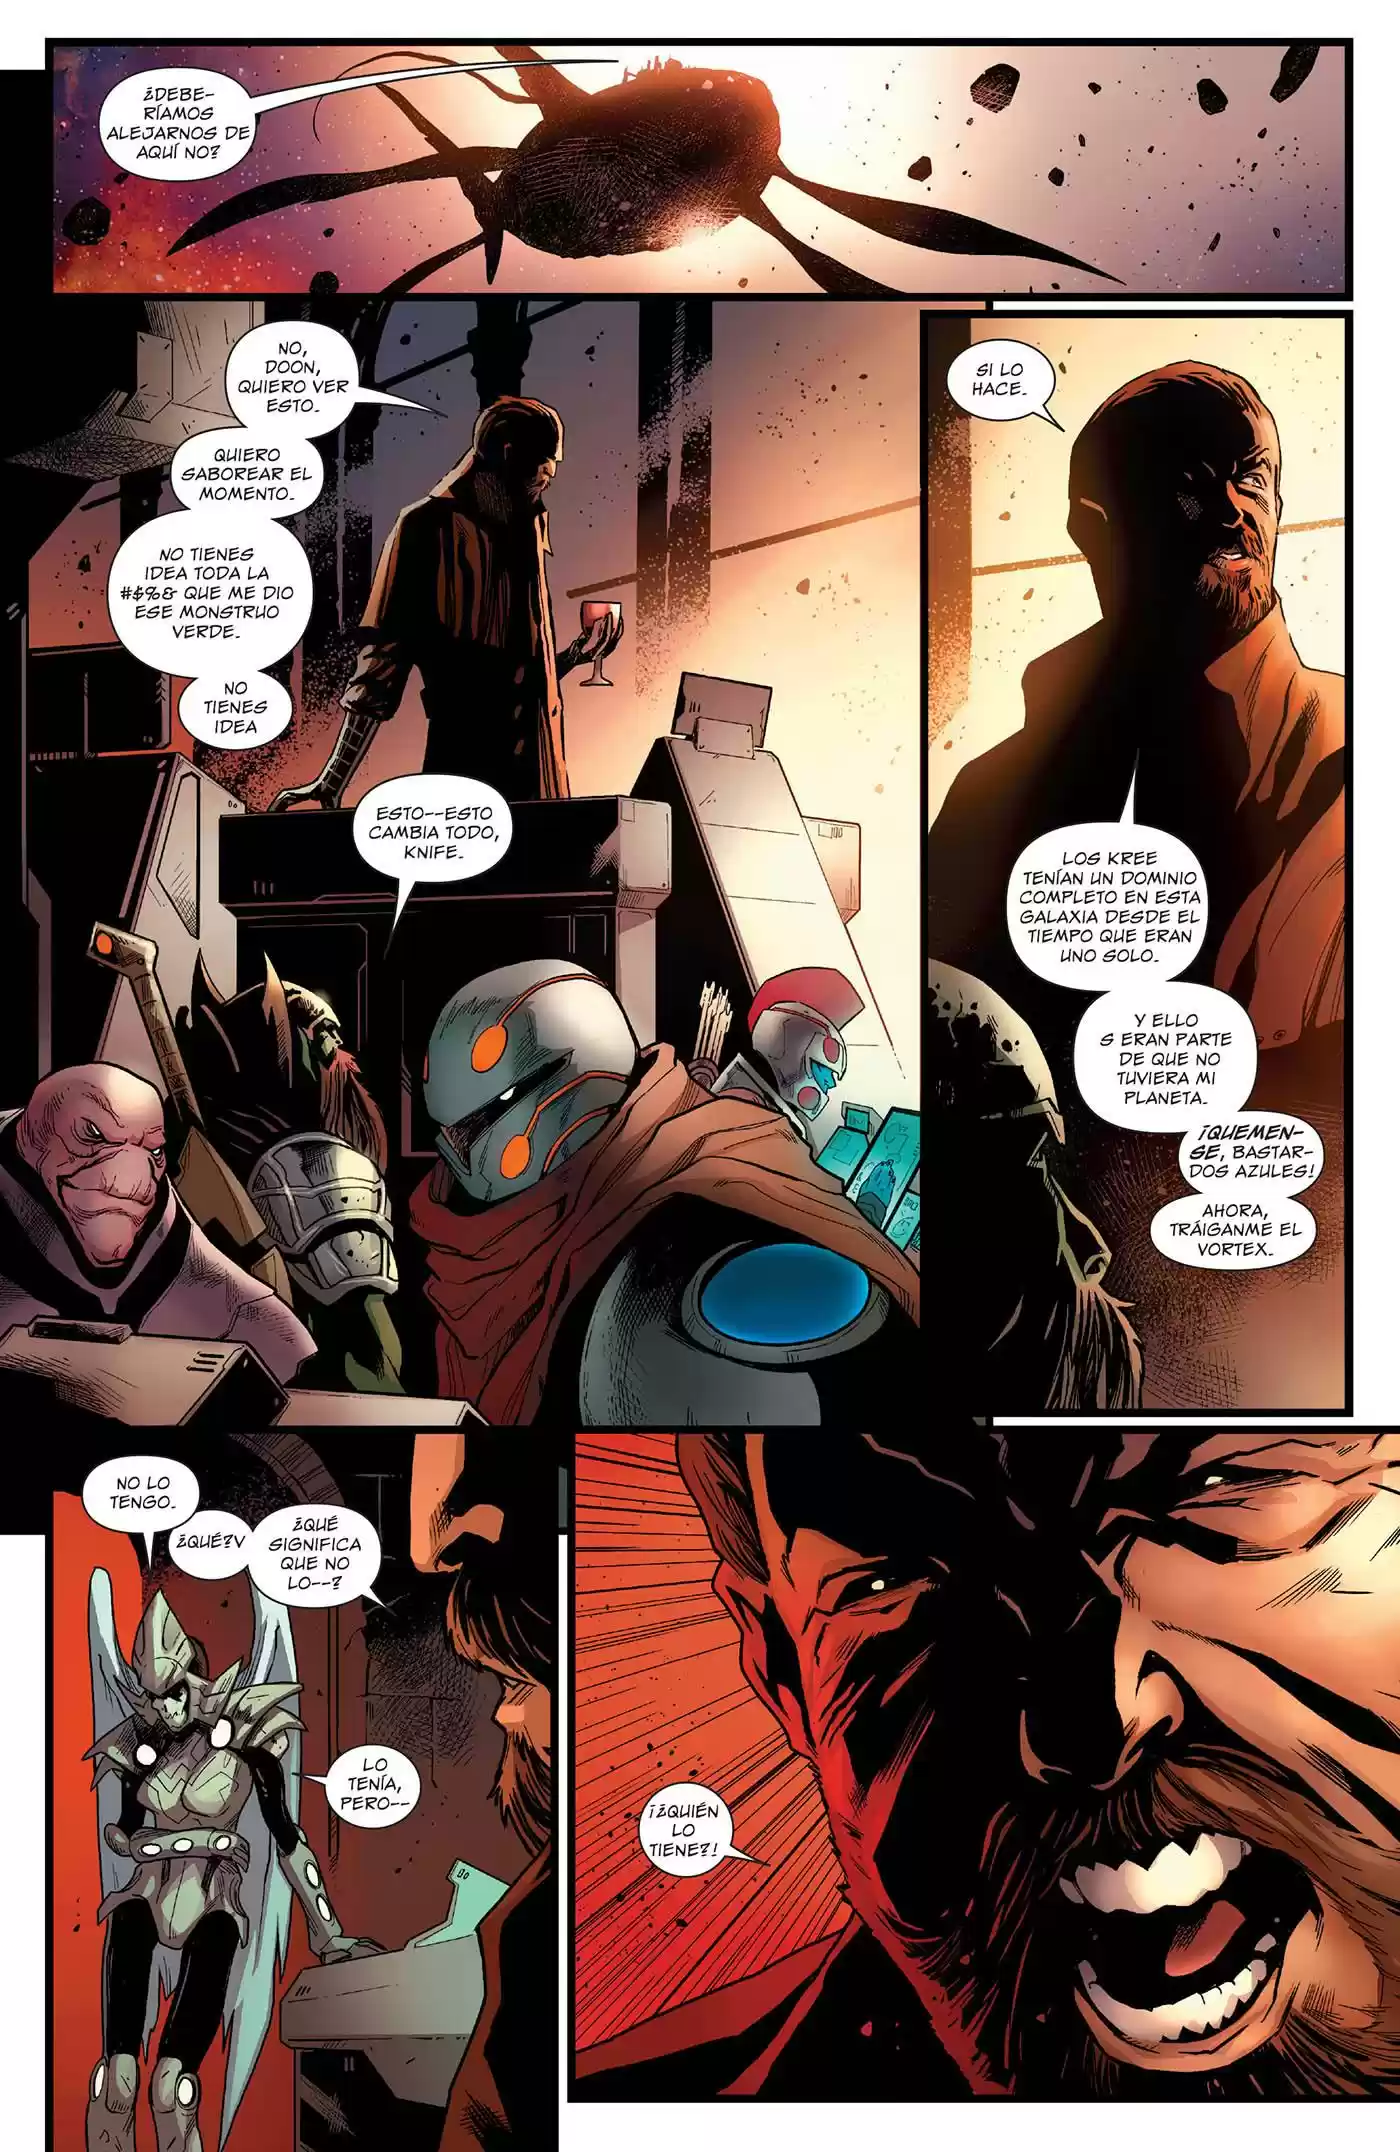 ¿DEBE-
RÍAMOS
ALEJARNOS DE
AQUÍ NO?
NO,
DOON,
QUIERO VER
ESTO.
QUIERO
SABOREAR EL
MOMENTO.
NO TIENES
IDEA TODA LA
#$%& QUE ME DIO
ESE MONSTRUO
VERDE.
NO
TIENES
IDEA
ESTO--ESTO
CAMBIA TODO,
KNIFE.
SI LO
HACE.
LOS KREE
TENÍAN UN DOMINIO
COMPLETO EN ESTA
GALAXIA DESDE EL
TIEMPO QUE ERAN
UNO SOLO.
Y ELLO
S ERAN PARTE
DE QUE NO
TUVIERA MI
PLANETA.
¡QUEMEN-
SE, BASTAR-
DOS AZULES!
AHORA,
TRÁIGANME EL
VORTEX.
NO LO
TENGO.
¿QUÉ?V
¿QUÉ
SIGNIFICA
QUE NO
LO--?
LO
TENÍA,
PERO--
¡¿QUIÉN
LO
TIENE?!